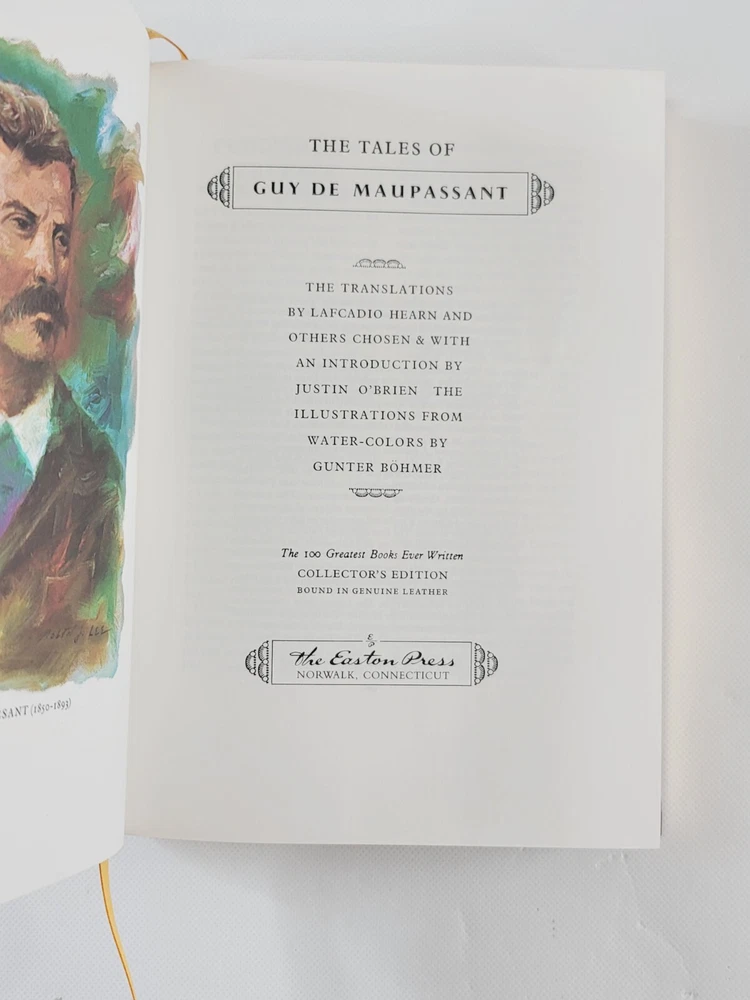 THE TALES OF
GUY DE MAUPASSANT
THE TRANSLATIONS
BY LAFCADIO HEARN AND
OTHERS CHOSEN & WITH
AN INTRODUCTION BY
JUSTIN O'BRIEN THE
ILLUSTRATIONS FROM
WATER-COLORS BY
GUNTER BÖHMER
The 100 Greatest Books Ever Written
COLLECTOR'S EDITION
BOUND IN GENUINE LEATHER
The Easton Press
NORWALK, CONNECTICUT
(1850-1893)